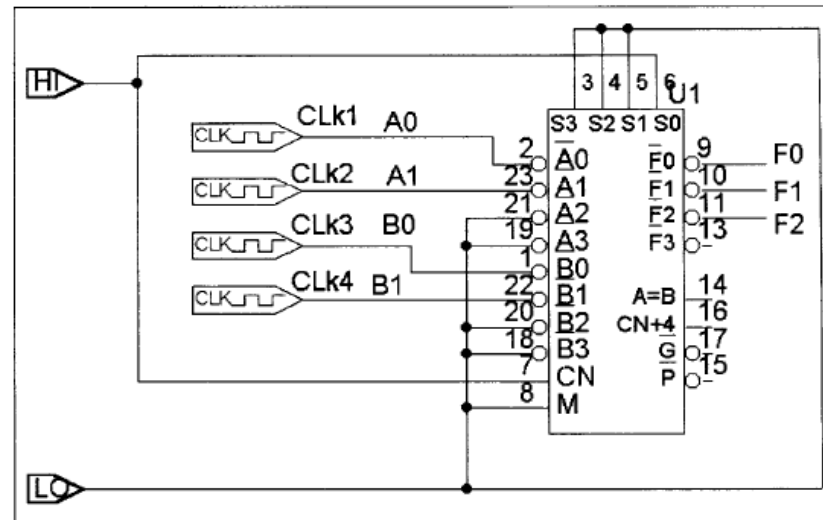 HI
CLK CLk1 A0
CLK CLk2 A1
CLK CLk3 B0
CLK CLk4 B1
3 4 5 6
U1
S3 S2 S1 S0
2 A0
23 A1
21 A2
19 A3
1 B0
22 B1
20 B2
18 B3
7 CN
8 M
F0 9 F0
F1 10 F1
F2 11 F2
F3 13
A=B 14
CN+4 16
G 17
P 15
LO